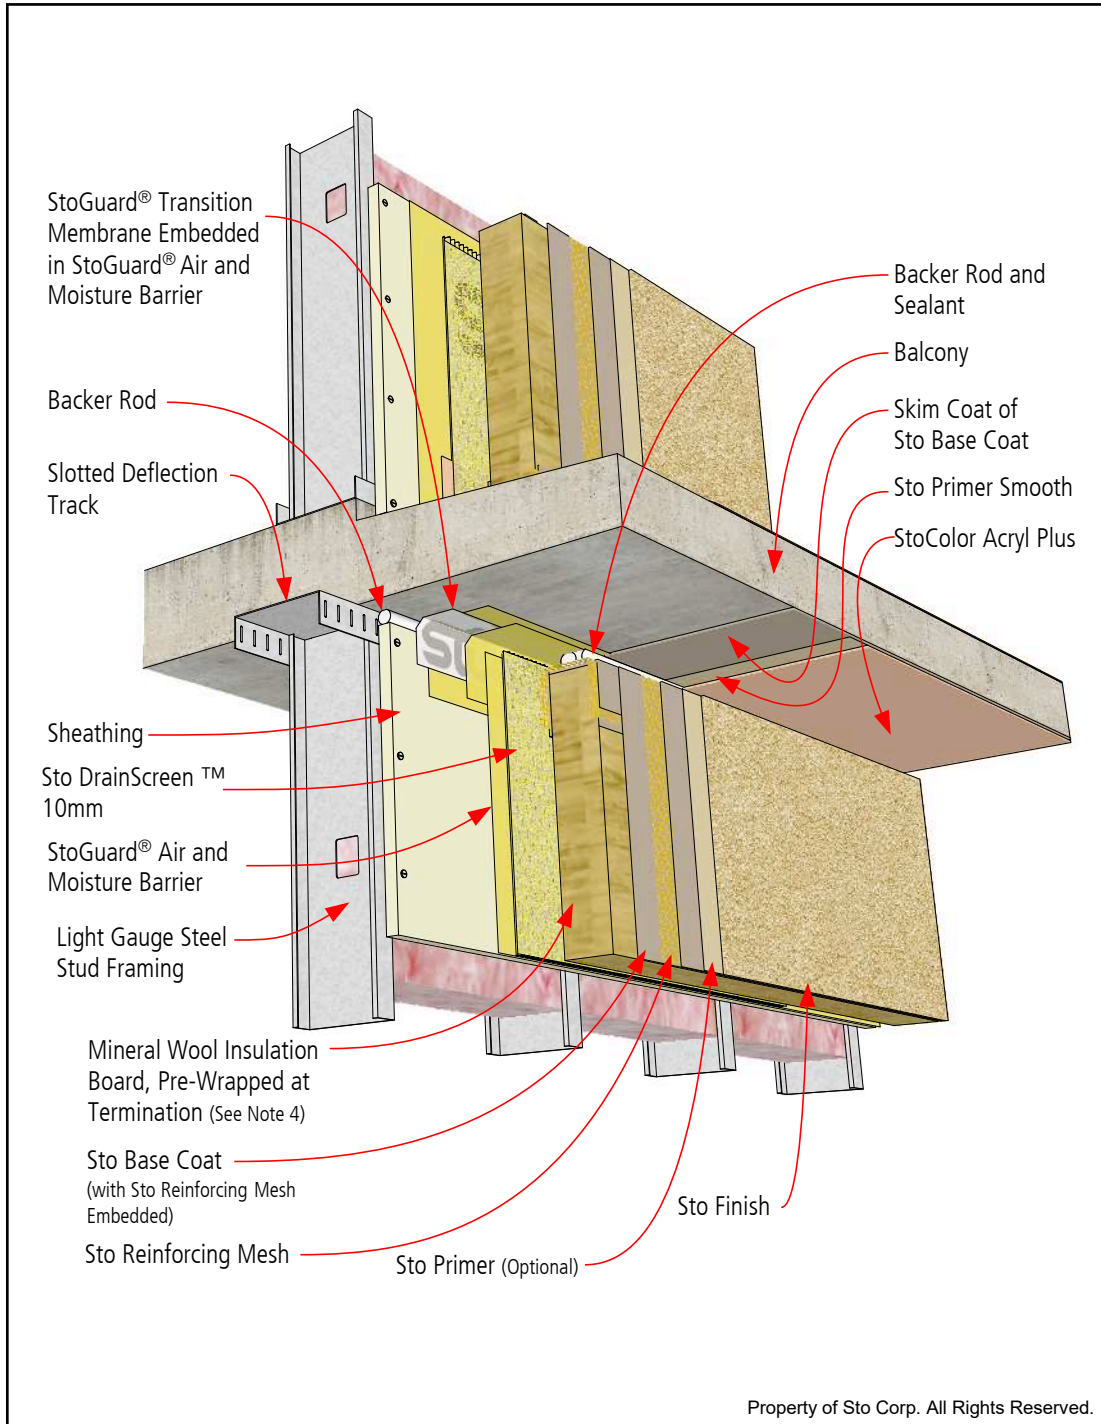 StoGuard® Transition
Membrane Embedded
in StoGuard® Air and
Moisture Barrier
Backer Rod
Slotted Deflection
Track
Backer Rod and
Sealant
Balcony
Skim Coat of
Sto Base Coat
Sto Primer Smooth
StoColor Acryl Plus
Sheathing
Sto DrainScreen ™
10mm
StoGuard® Air and
Moisture Barrier
Light Gauge Steel
Stud Framing
Mineral Wool Insulation
Board, Pre-Wrapped at
Termination (See Note 4)
Sto Base Coat
(with Sto Reinforcing Mesh
Embedded)
Sto Reinforcing Mesh
Sto Primer (Optional)
Sto Finish
Property of Sto Corp. All Rights Reserved.